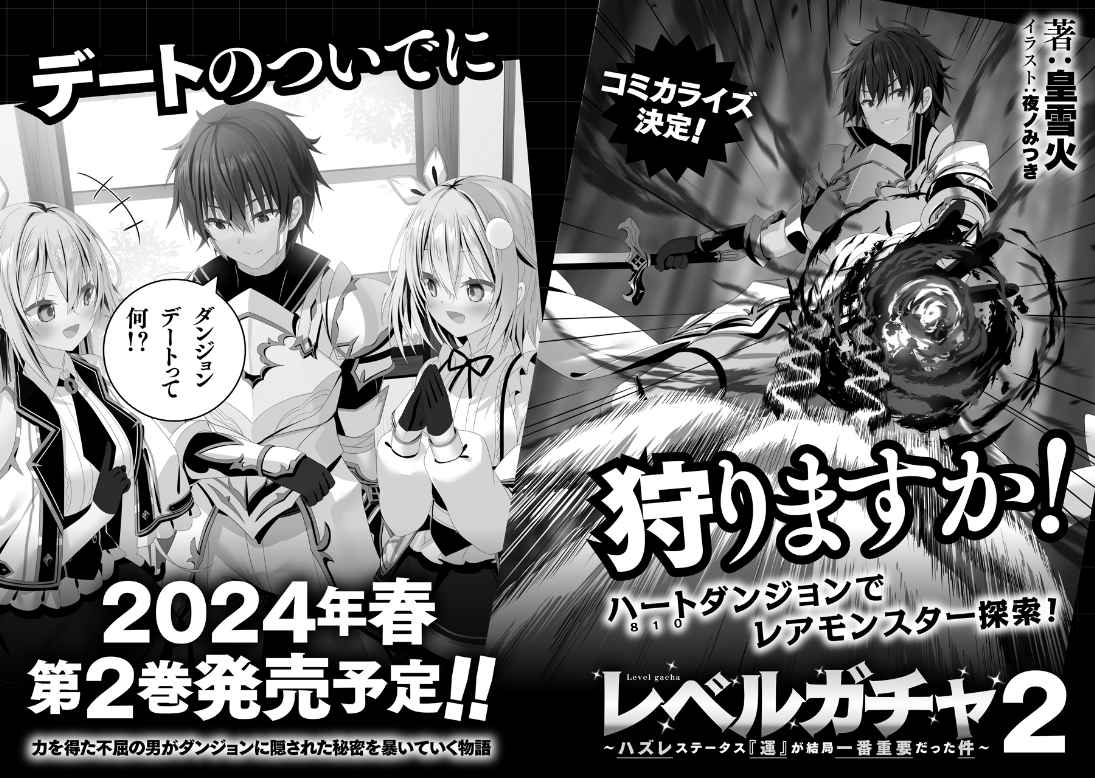 著:皇雪火
イラスト:夜ノみつき
コミカライズ
決定!
デートのついでに
狩りますか!
ダンジョン
デートって
何!?
ハートダンジョンで
810
レアモンスター探索!
2024年春
第2巻発売予定!!
力を得た不屈の男がダンジョンに隠された秘密を暴いていく物語
Level gacha
レベルガチャ2
~ハズレステータス『運』が結局一番重要だった件~